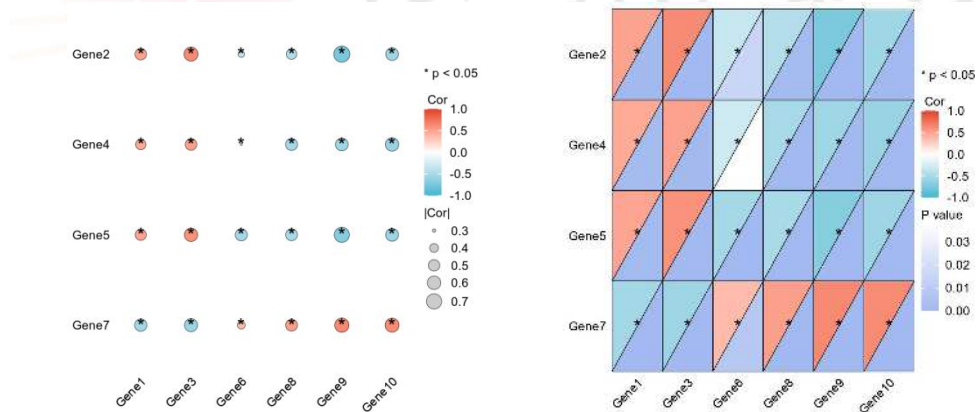 Gene2
Gene4
Gene5
Gene7
Gene1
Gene3
Gene6
Gene8
Gene9
Gene10
* p < 0.05
Cor
1.0
0.5
0.0
-0.5
-1.0
|Cor|
0.3
0.4
0.5
0.6
0.7
Gene2
Gene4
Gene5
Gene7
Gene1
Gene3
Gene6
Gene8
Gene9
Gene10
* p < 0.05
Cor
1.0
0.5
0.0
-0.5
-1.0
P value
0.03
0.02
0.01
0.00